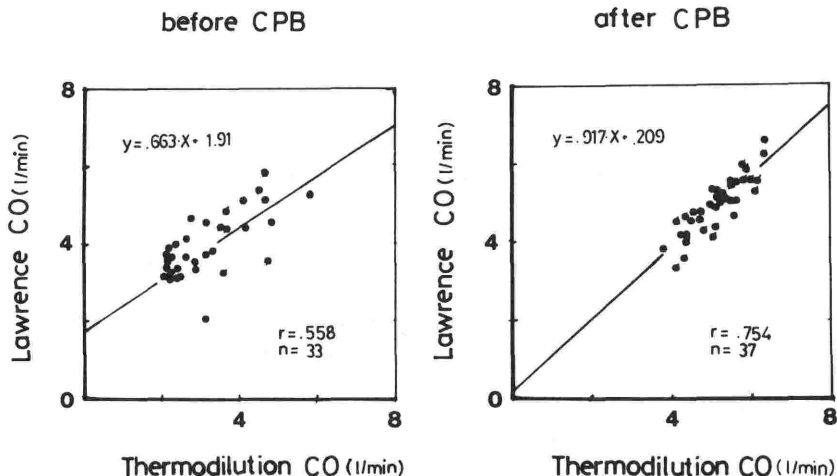 before CPB
8
y=.663·X+ 1.91
Lawrence CO (l/min)
4
r=.558
n= 33
0
4
8
Thermodilution CO (l/min)
after CPB
8
y=.917·X+.209
Lawrence CO (l/min)
4
r=.754
n= 37
0
4
8
Thermodilution CO (l/min)